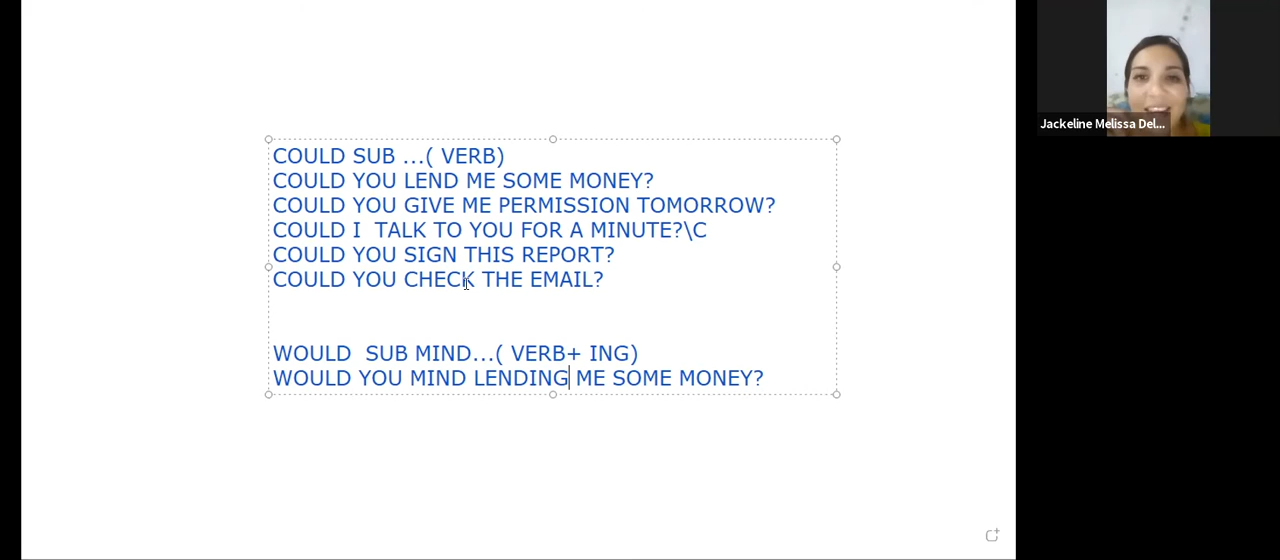 COULD SUB ...( VERB)
COULD YOU LEND ME SOME MONEY?
COULD YOU GIVE ME PERMISSION TOMORROW?
COULD I  TALK TO YOU FOR A MINUTE?\C
COULD YOU SIGN THIS REPORT?
COULD YOU CHECK THE EMAIL?
WOULD  SUB MIND...( VERB+ ING)
WOULD YOU MIND LENDING ME SOME MONEY?
Jackeline Melissa Del...